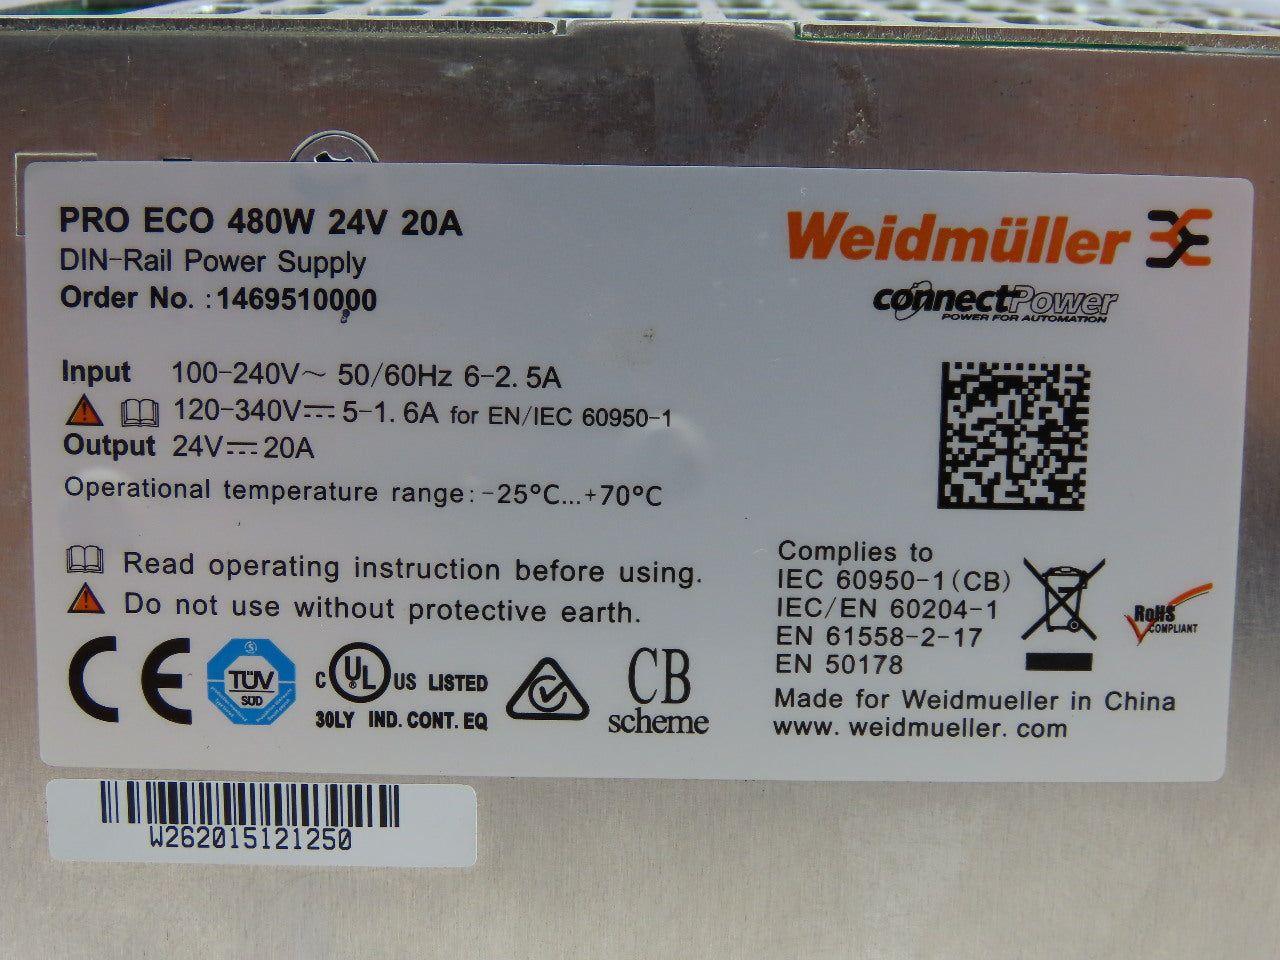 PRO ECO 480W 24V 20A
DIN-Rail Power Supply
Order No. :1469510000
Weidmüller
connectPower
POWER FOR AUTOMATION
Input 100-240V~ 50/60Hz 6-2.5A
120-340V⎓ 5-1.6A for EN/IEC 60950-1
Output 24V⎓ 20A
Operational temperature range: -25°C...+70°C
Read operating instruction before using.
Do not use without protective earth.
CE
TÜV
SÜD
c UL US LISTED
30LY IND. CONT. EQ
CB
scheme
Complies to
IEC 60950-1(CB)
IEC/EN 60204-1
EN 61558-2-17
EN 50178
RoHS
COMPLIANT
Made for Weidmueller in China
www.weidmueller.com
W262015121250